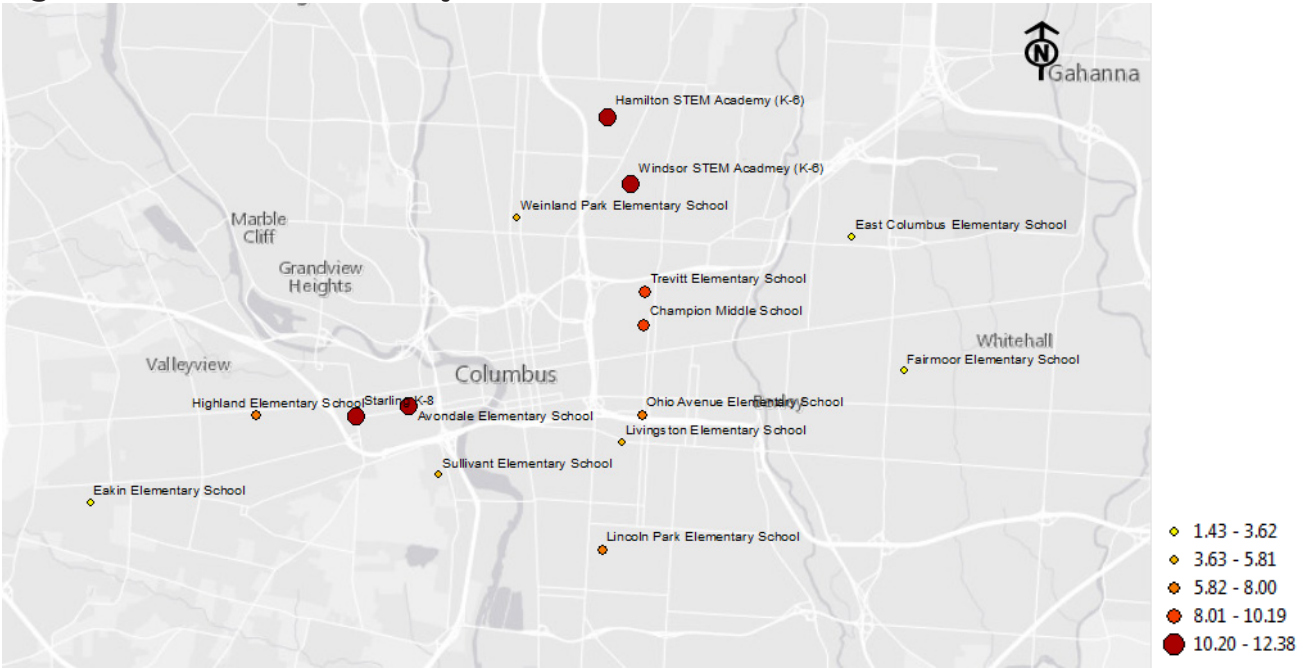 N
Gahanna
Hamilton STEM Academy (K-6)
Windsor STEM Acadmey (K-6)
Weinland Park Elementary School
Marble
Cliff
East Columbus Elementary School
Grandview
Heights
Trevitt Elementary School
Champion Middle School
Whitehall
Valleyview
Fairmoor Elementary School
Columbus
Highland Elementary School
Starling K-8
Ohio Avenue Elementary School
Avondale Elementary School
Livingston Elementary School
Sullivant Elementary School
Eakin Elementary School
Lincoln Park Elementary School
1.43 - 3.62
3.63 - 5.81
5.82 - 8.00
8.01 - 10.19
10.20 - 12.38